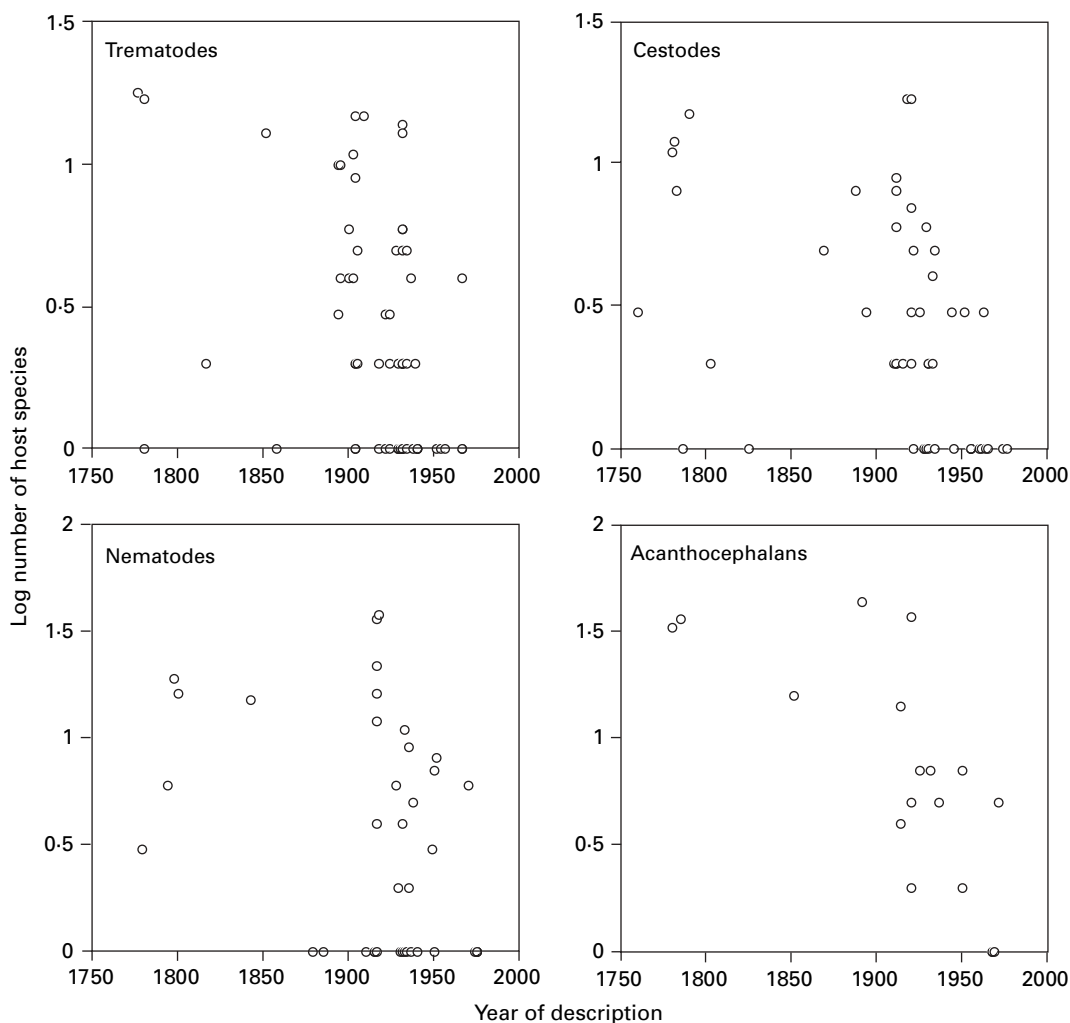 1·5
Trematodes
1
0·5
0
1750 1800 1850 1900 1950 2000
1·5
Cestodes
1
0·5
0
1750 1800 1850 1900 1950 2000
Log number of host species
2
Nematodes
1·5
1
0·5
0
1750 1800 1850 1900 1950 2000
2
Acanthocephalans
1·5
1
0·5
0
1750 1800 1850 1900 1950 2000
Year of description